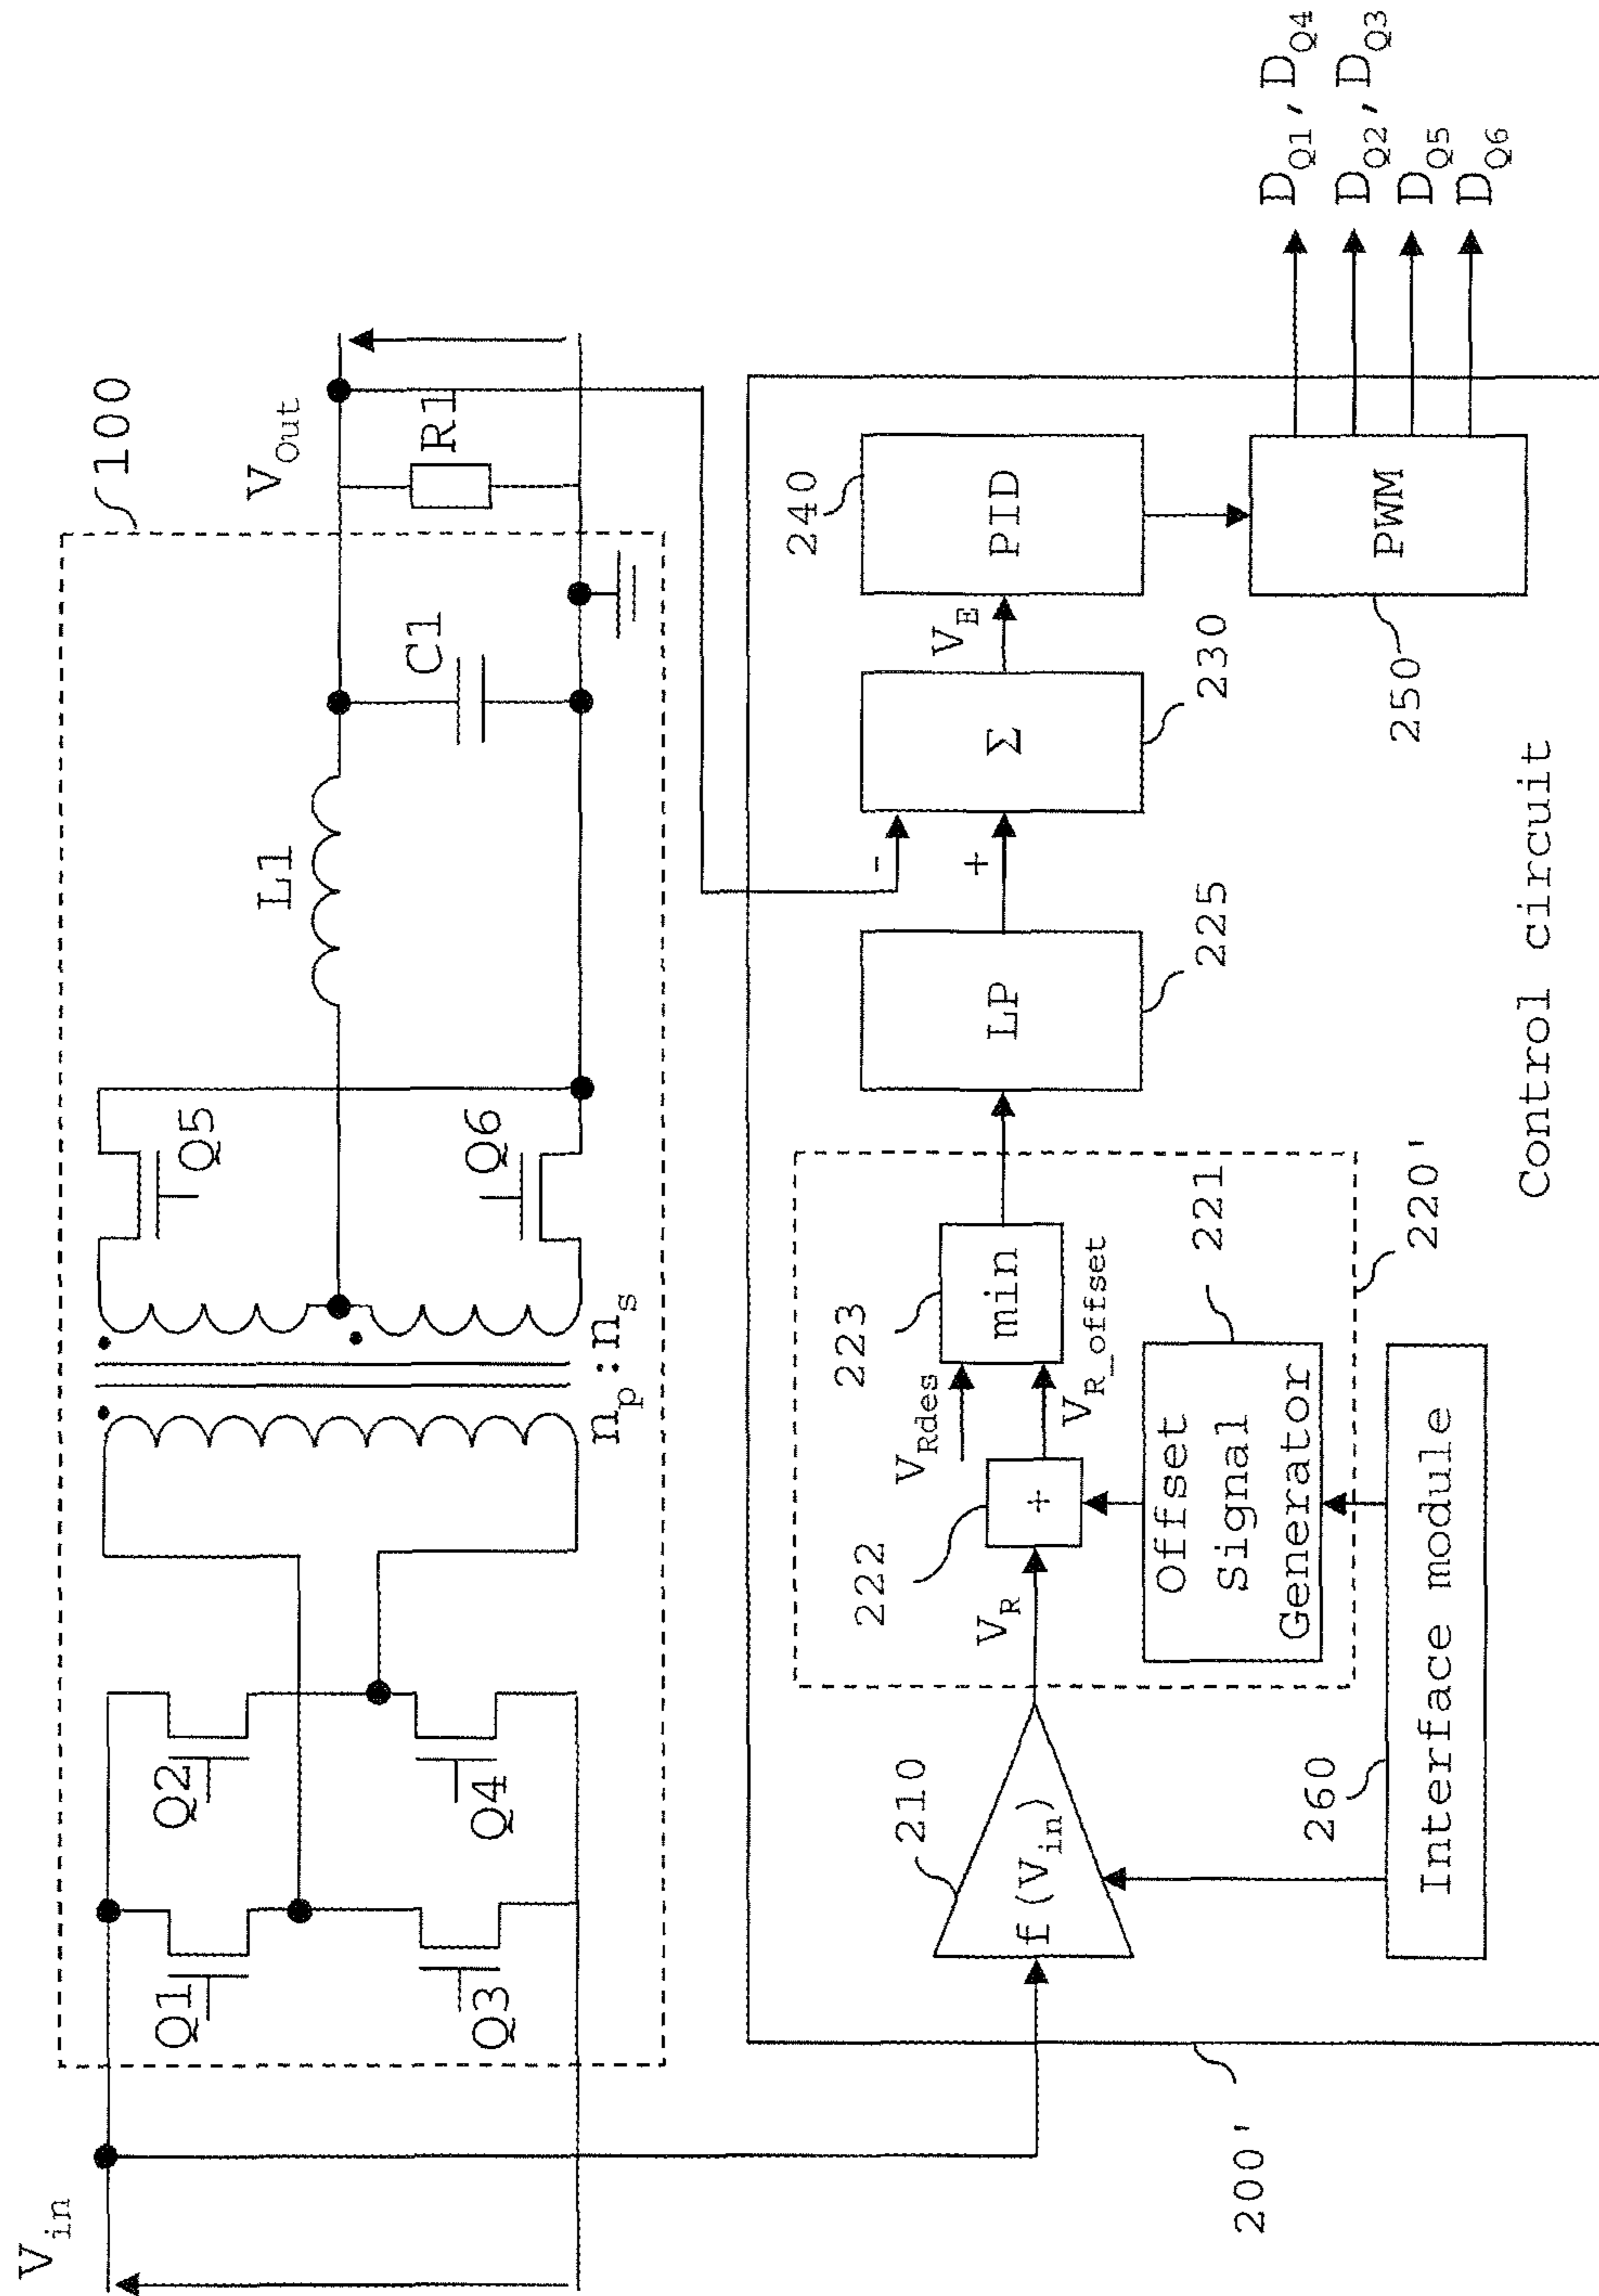 V_in
100
Q1
Q2
Q3
Q4
n_p:n_s
Q5
Q6
L1
C1
V_Out
R1
200'
210
f(V_in)
V_R
222
+
V_Rdes
V_R_offset
223
min
Offset
Signal
Generator
221
220'
260
Interface module
LP
225
-
+
Σ
230
V_E
240
PID
250
PWM
D_Q1, D_Q4
D_Q2, D_Q3
D_Q5
D_Q6
Control circuit